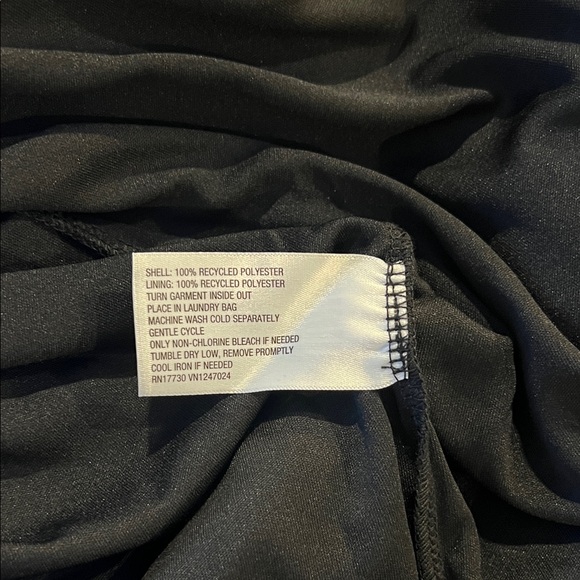 SHELL: 100% RECYCLED POLYESTER
LINING: 100% RECYCLED POLYESTER
TURN GARMENT INSIDE OUT
PLACE IN LAUNDRY BAG
MACHINE WASH COLD SEPARATELY
GENTLE CYCLE
ONLY NON-CHLORINE BLEACH IF NEEDED
TUMBLE DRY LOW, REMOVE PROMPTLY
COOL IRON IF NEEDED
RN17730 VN1247024